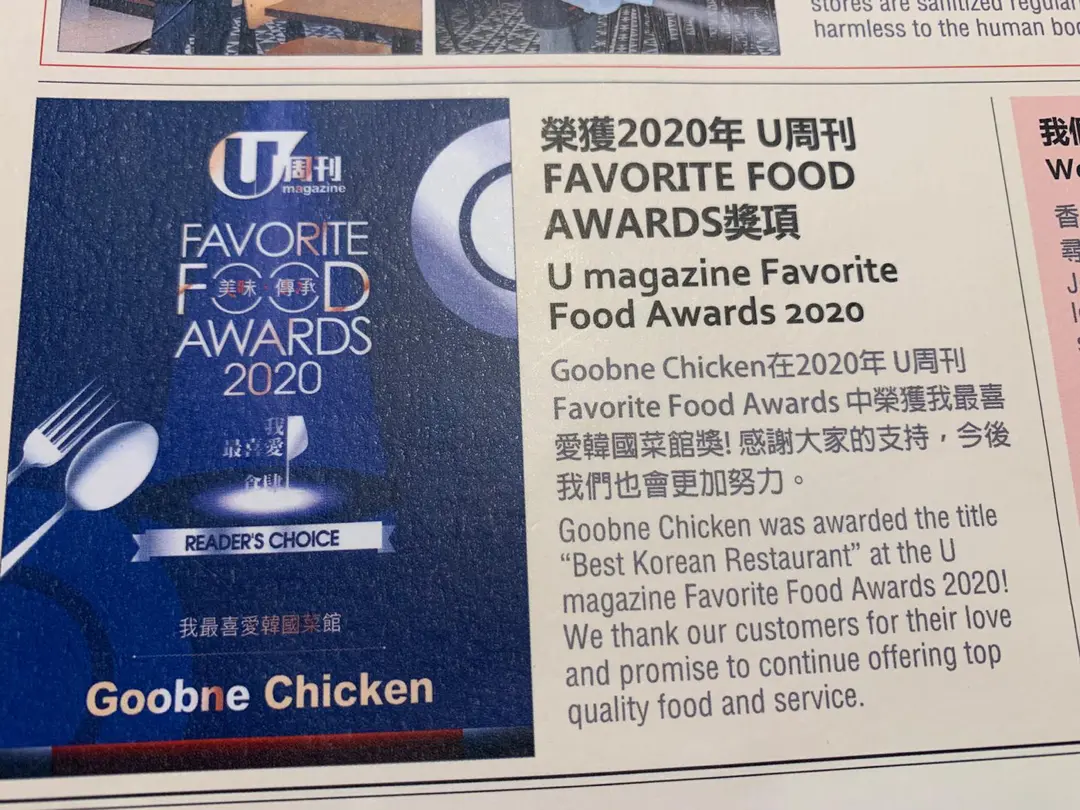 stores are sanitized
harmless to the human
U周刊
magazine
FAVORITE
FOOD
美味 傳承
AWARDS
2020
我
最喜愛
食肆
READER'S CHOICE
我最喜愛韓國菜館
Goobne Chicken
榮獲2020年 U周刊
FAVORITE FOOD
AWARDS獎項
U magazine Favorite
Food Awards 2020
Goobne Chicken在2020年 U周刊
Favorite Food Awards 中榮獲我最喜
愛韓國菜館獎! 感謝大家的支持，今後
我們也會更加努力。
Goobne Chicken was awarded the title
“Best Korean Restaurant” at the U
magazine Favorite Food Awards 2020!
We thank our customers for their love
and promise to continue offering top
quality food and service.
我
香
尋